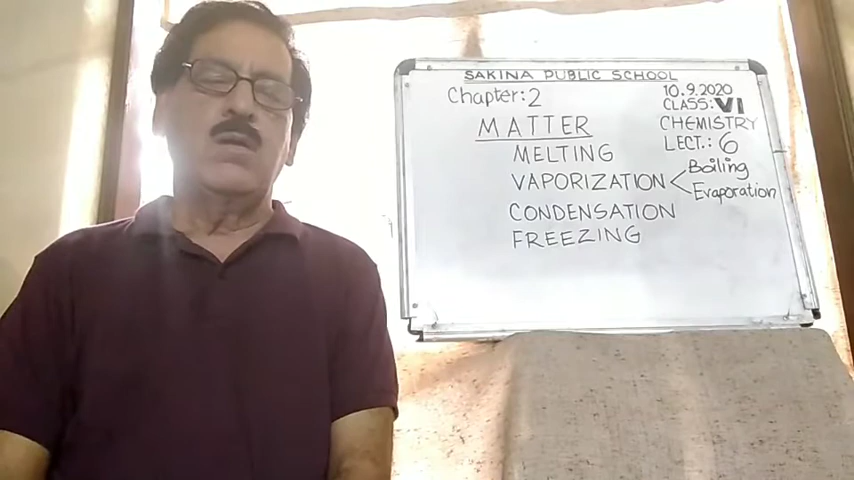 SAKINA PUBLIC SCHOOL
Chapter: 2
10.9.2020
CLASS: VI
MATTER
CHEMISTRY
LECT.: 6
MELTING
VAPORIZATION < Boiling
Evaporation
CONDENSATION
FREEZING